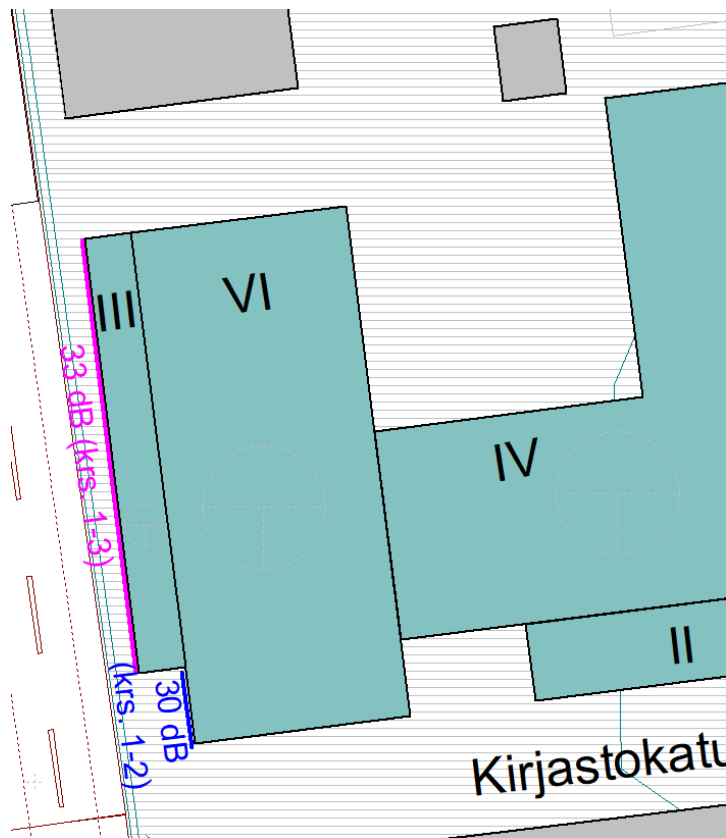 VI
III
33 dB (krs. 1-3)
IV
II
30 dB
(krs. 1-2)
Kirjastokatu